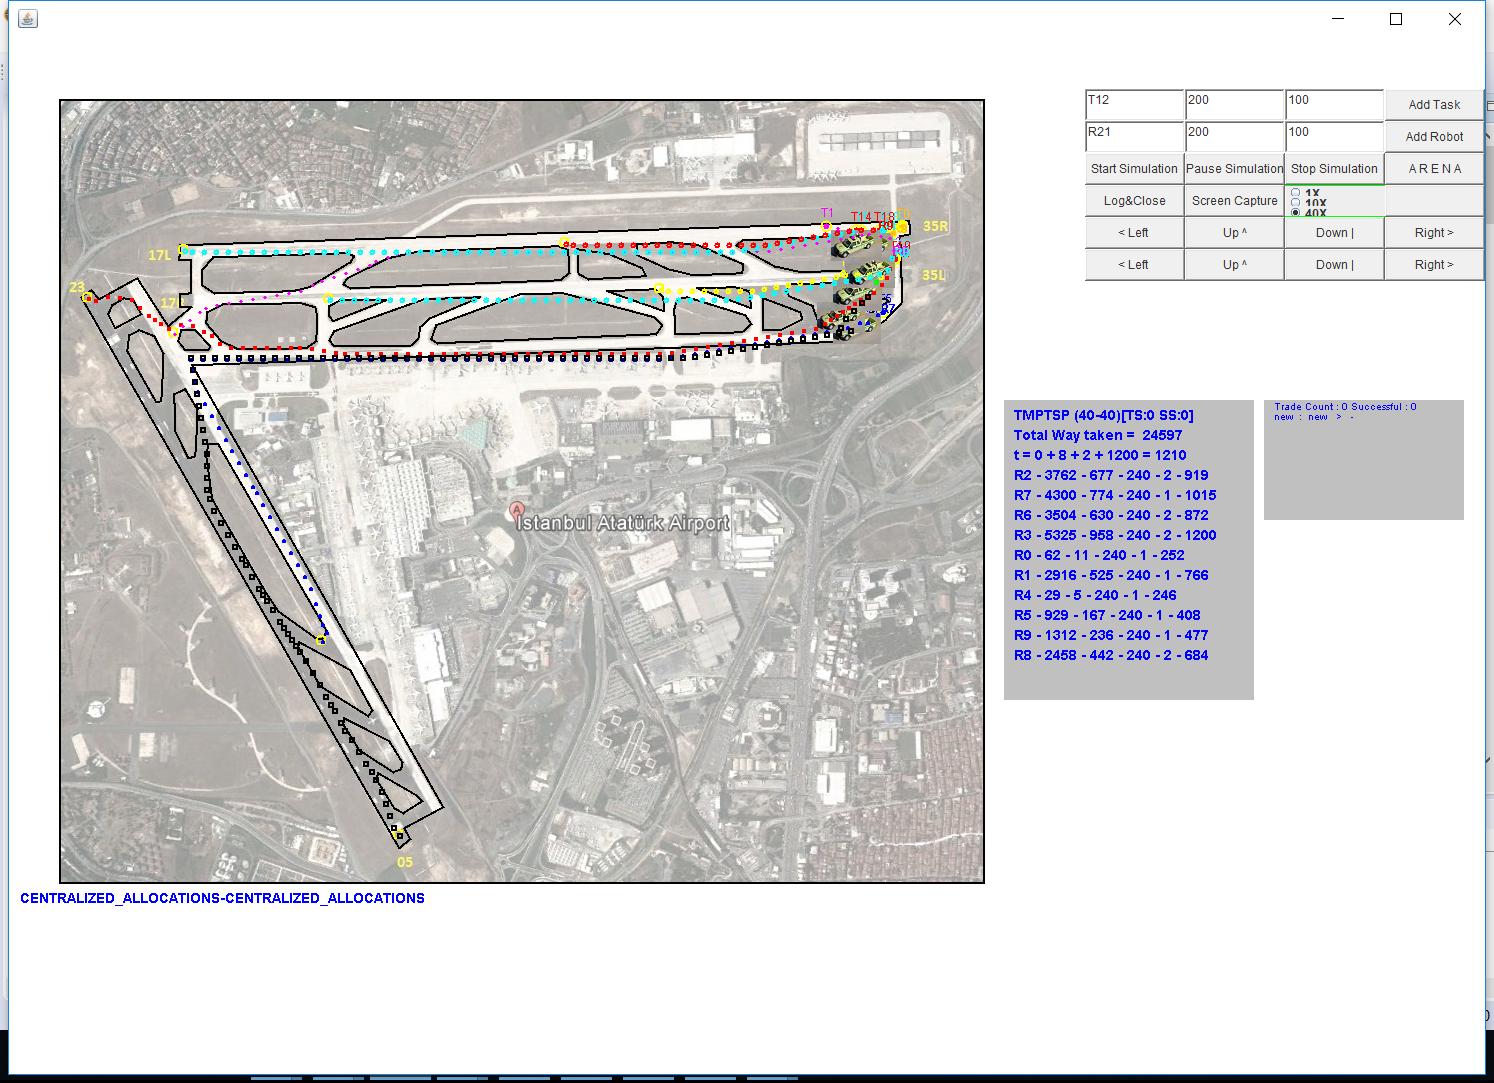 T12 200 100 Add Task
R21 200 100 Add Robot
Start Simulation Pause Simulation Stop Simulation A R E N A
Log&Close Screen Capture 1X 10X 40X
< Left Up ^ Down | Right >
< Left Up ^ Down | Right >
T1 T14 T18
35R
17L
35L
23
17R
A
Istanbul Atatürk Airport
05
TMPTSP (40-40)[TS:0 SS:0]
Total Way taken = 24597
t = 0 + 8 + 2 + 1200 = 1210
R2 - 3762 - 677 - 240 - 2 - 919
R7 - 4300 - 774 - 240 - 1 - 1015
R6 - 3504 - 630 - 240 - 2 - 872
R3 - 5325 - 958 - 240 - 2 - 1200
R0 - 62 - 11 - 240 - 1 - 252
R1 - 2916 - 525 - 240 - 1 - 766
R4 - 29 - 5 - 240 - 1 - 246
R5 - 929 - 167 - 240 - 1 - 408
R9 - 1312 - 236 - 240 - 1 - 477
R8 - 2458 - 442 - 240 - 2 - 684
Trade Count : 0 Successful : 0
new : new > -
CENTRALIZED_ALLOCATIONS-CENTRALIZED_ALLOCATIONS